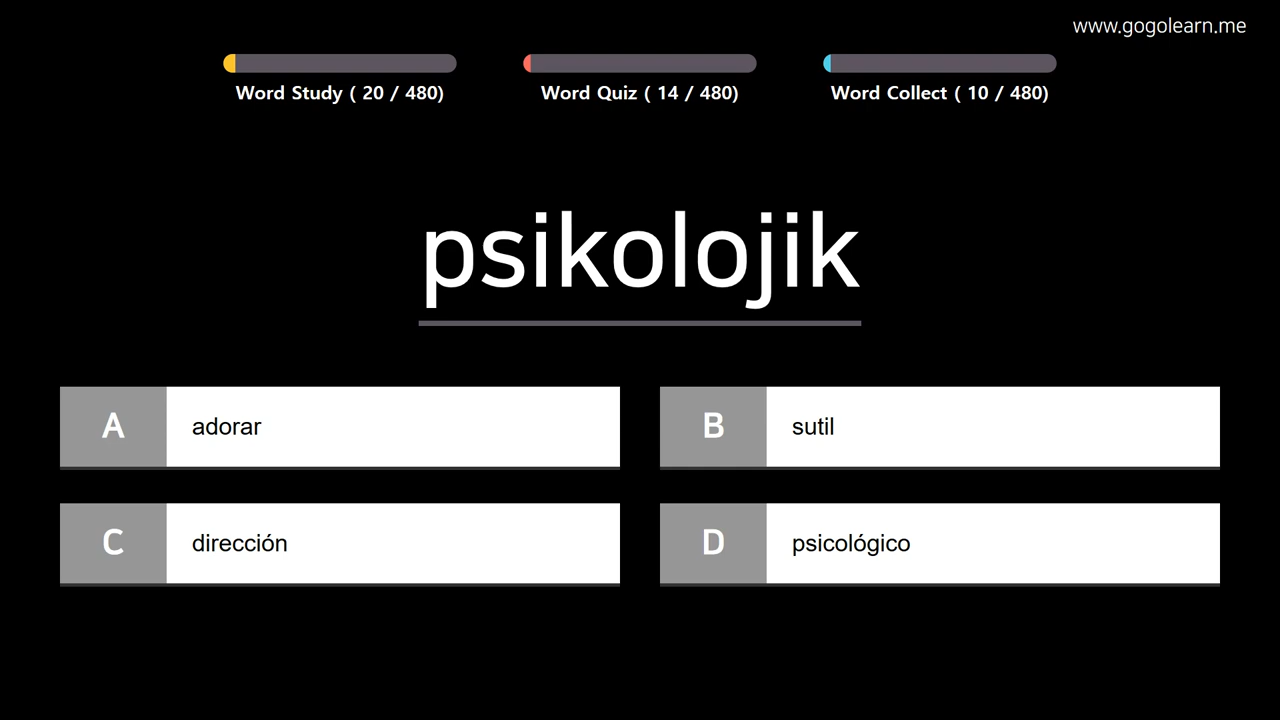 www.gogolearn.me
Word Study ( 20 / 480)
Word Quiz ( 14 / 480)
Word Collect ( 10 / 480)
psikolojik
A
adorar
B
sutil
C
dirección
D
psicológico